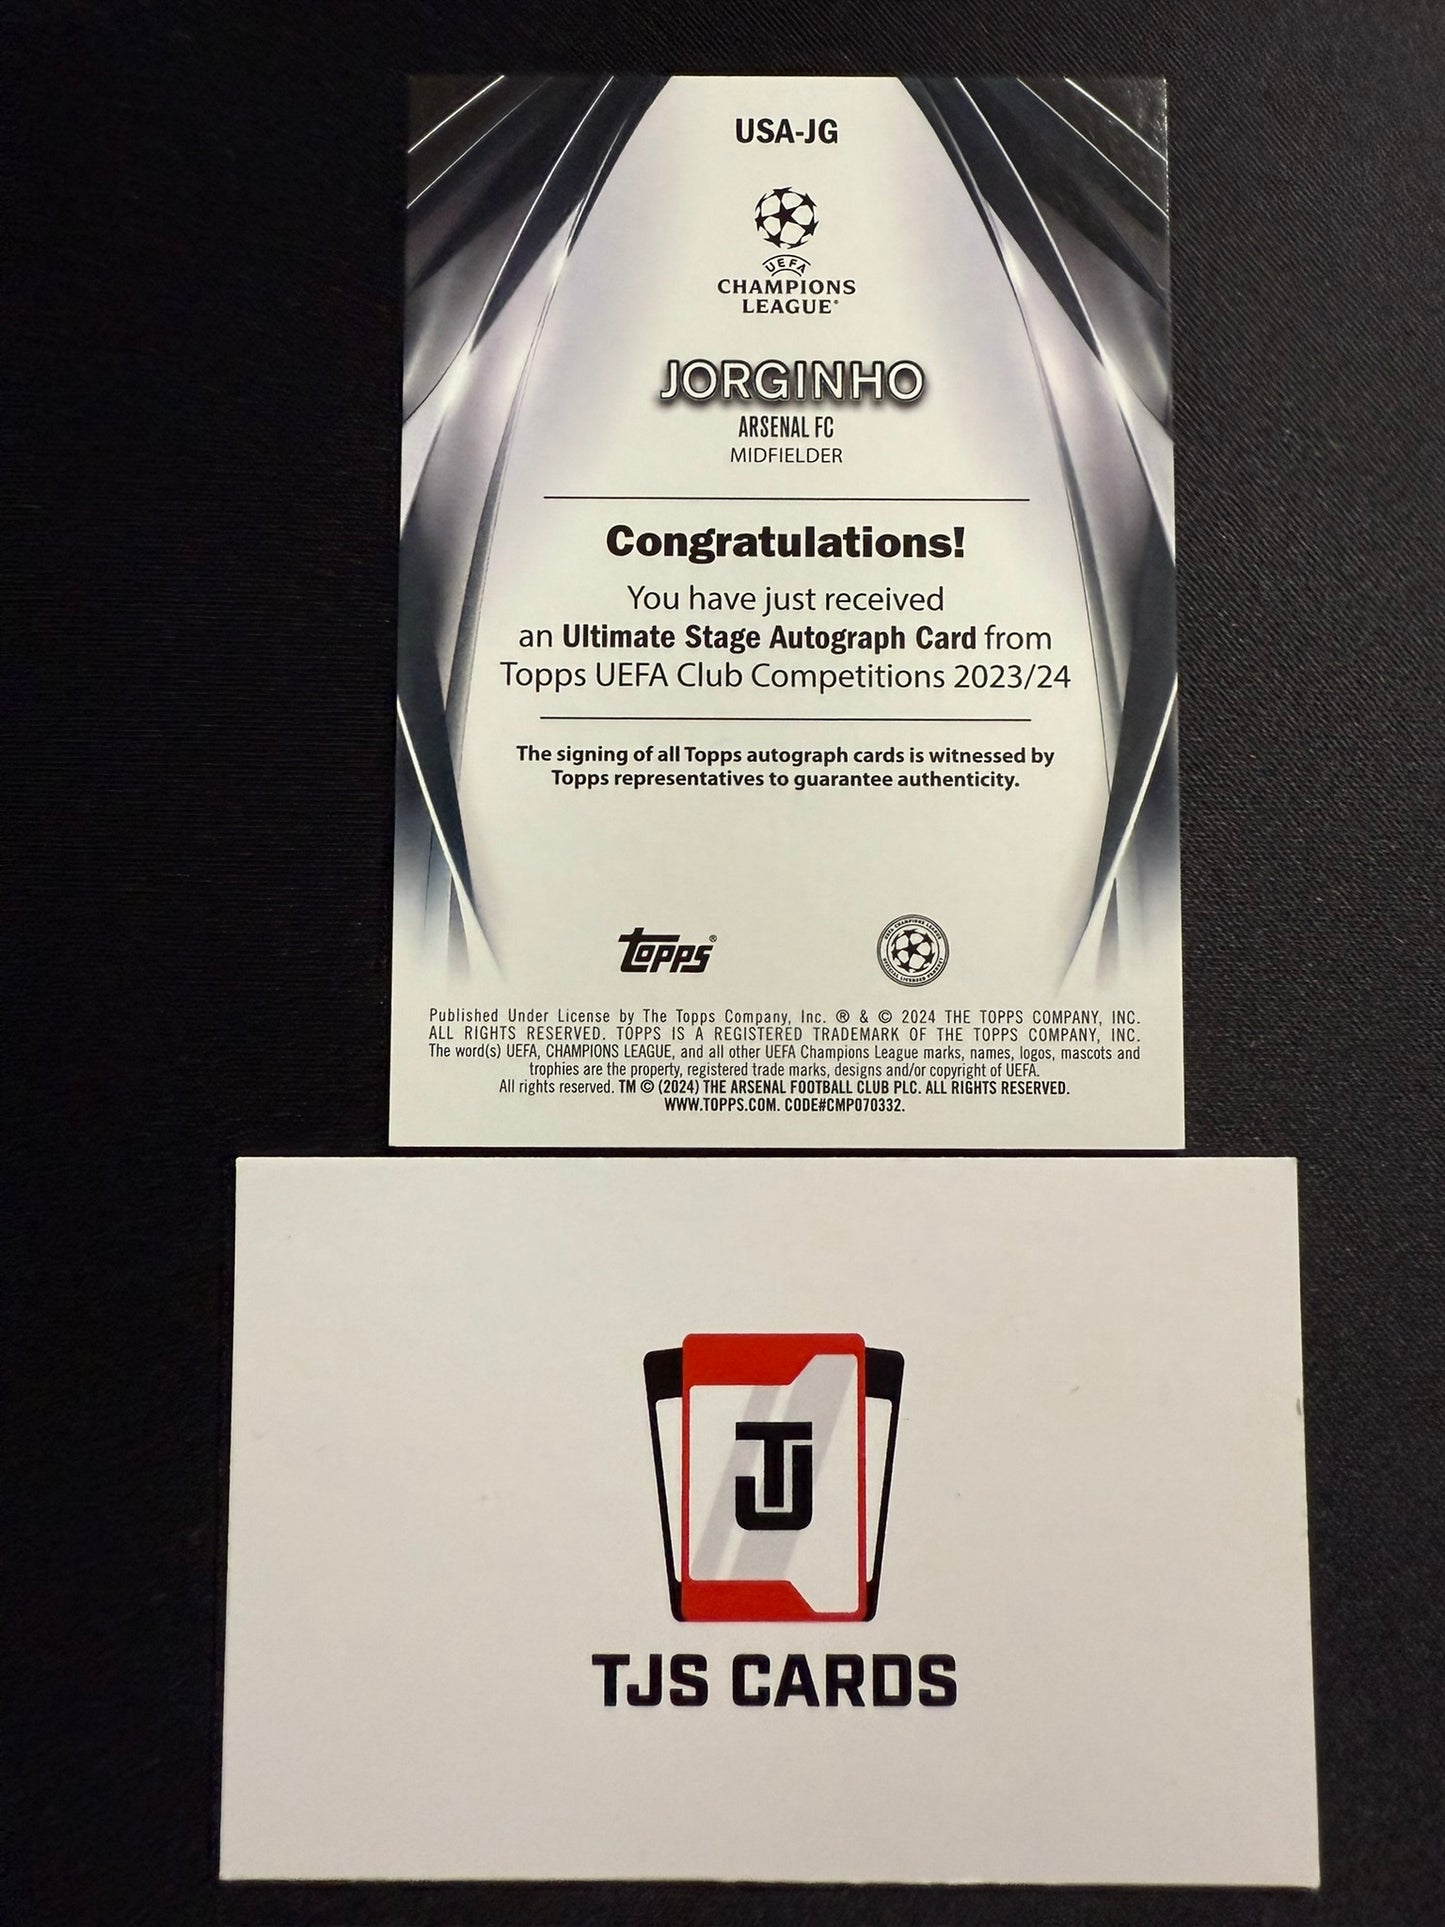 USA-JG
UEFA
CHAMPIONS
LEAGUE®
JORGINHO
ARSENAL FC
MIDFIELDER
Congratulations!
You have just received
an Ultimate Stage Autograph Card from
Topps UEFA Club Competitions 2023/24
The signing of all Topps autograph cards is witnessed by
Topps representatives to guarantee authenticity.
topps®
UEFA CHAMPIONS LEAGUE
OFFICIAL LICENSED PRODUCT
Published Under License by The Topps Company, Inc. ® & © 2024 THE TOPPS COMPANY, INC.
ALL RIGHTS RESERVED. TOPPS IS A REGISTERED TRADEMARK OF THE TOPPS COMPANY, INC.
The word(s) UEFA, CHAMPIONS LEAGUE, and all other UEFA Champions League marks, names, logos, mascots and
trophies are the property, registered trade marks, designs and/or copyright of UEFA.
All rights reserved. TM © (2024) THE ARSENAL FOOTBALL CLUB PLC. ALL RIGHTS RESERVED.
WWW.TOPPS.COM. CODE#CMP070332.
TJ
TJS CARDS